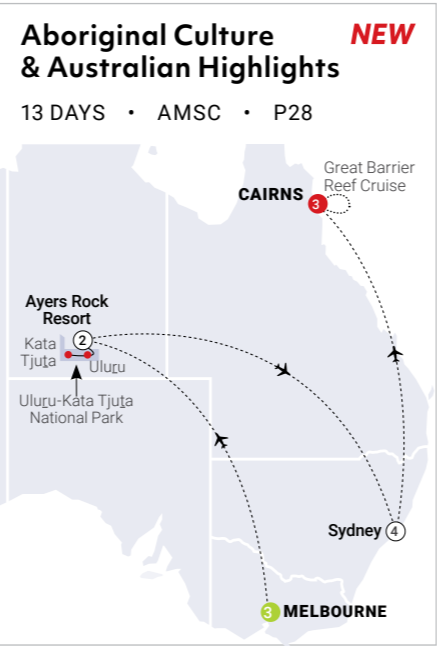 Aboriginal Culture
& Australian Highlights
NEW
13 DAYS • AMSC • P28
Great Barrier
Reef Cruise
CAIRNS
3
Ayers Rock
Resort
2
Kata
Tjuṯa
Uluṟu
Uluṟu-Kata Tjuṯa
National Park
Sydney
4
3
MELBOURNE